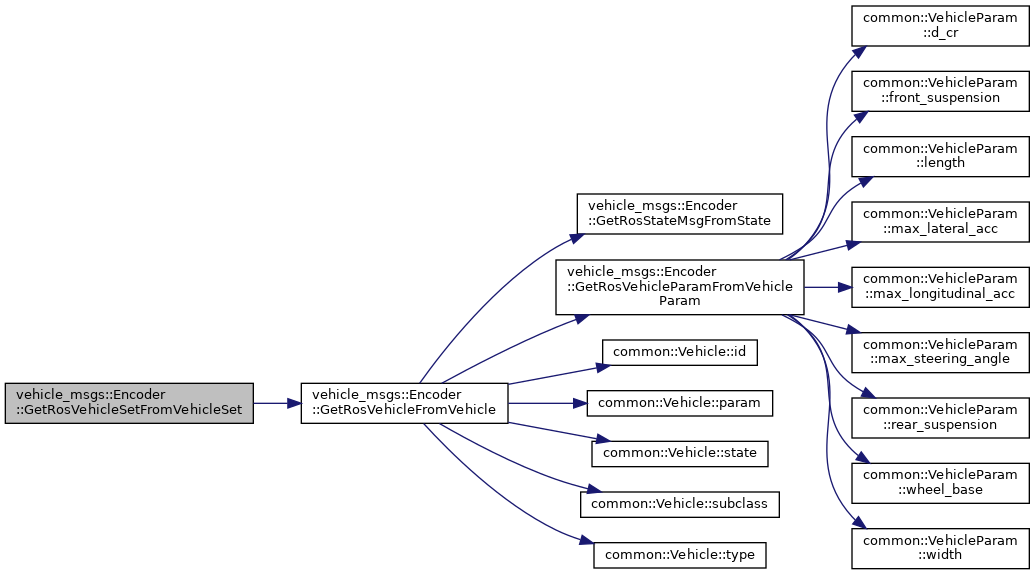 vehicle_msgs::Encoder
::GetRosVehicleSetFromVehicleSet
vehicle_msgs::Encoder
::GetRosVehicleFromVehicle
vehicle_msgs::Encoder
::GetRosStateMsgFromState
vehicle_msgs::Encoder
::GetRosVehicleParamFromVehicle
Param
common::Vehicle::id
common::Vehicle::param
common::Vehicle::state
common::Vehicle::subclass
common::Vehicle::type
common::VehicleParam
::d_cr
common::VehicleParam
::front_suspension
common::VehicleParam
::length
common::VehicleParam
::max_lateral_acc
common::VehicleParam
::max_longitudinal_acc
common::VehicleParam
::max_steering_angle
common::VehicleParam
::rear_suspension
common::VehicleParam
::wheel_base
common::VehicleParam
::width